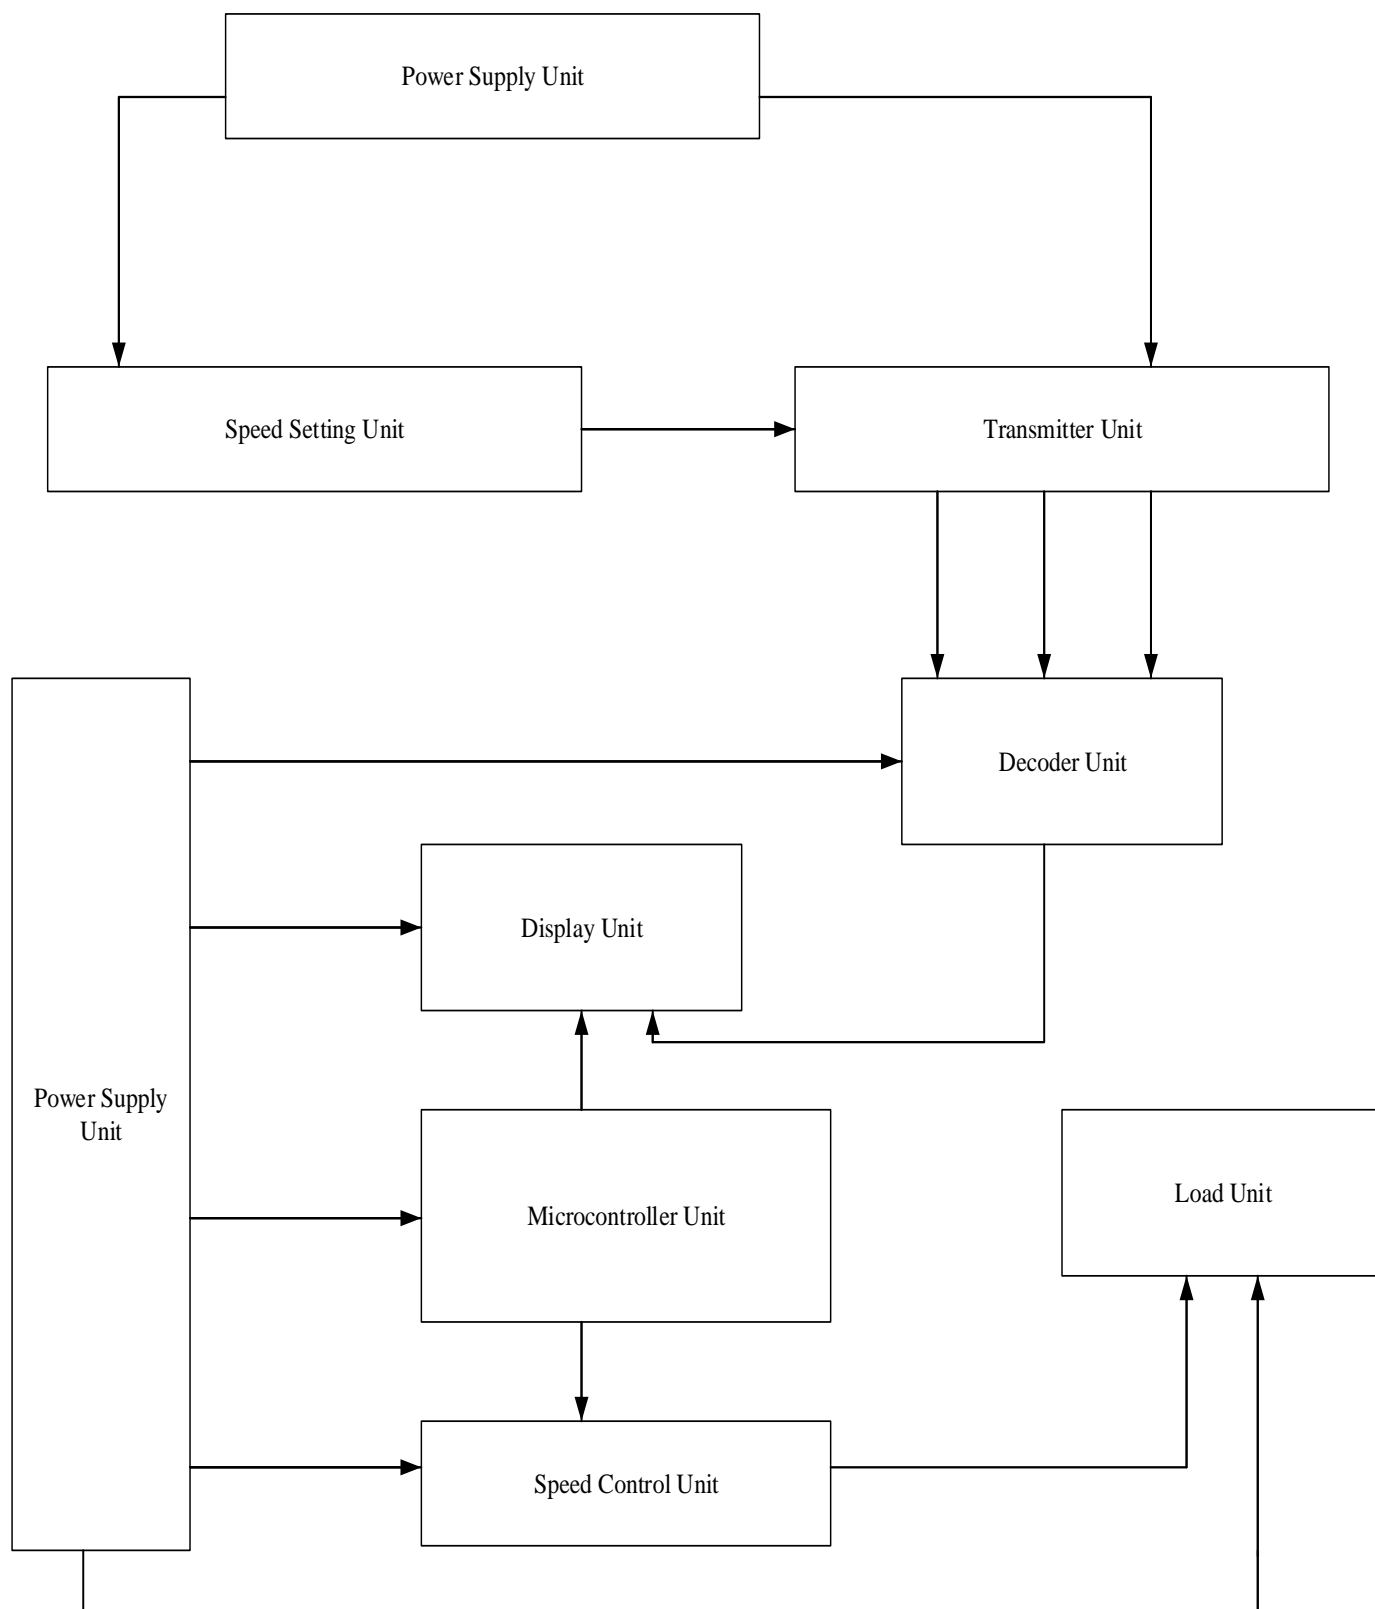 Power Supply Unit
Speed Setting Unit
Transmitter Unit
Decoder Unit
Display Unit
Power Supply
Unit
Microcontroller Unit
Load Unit
Speed Control Unit